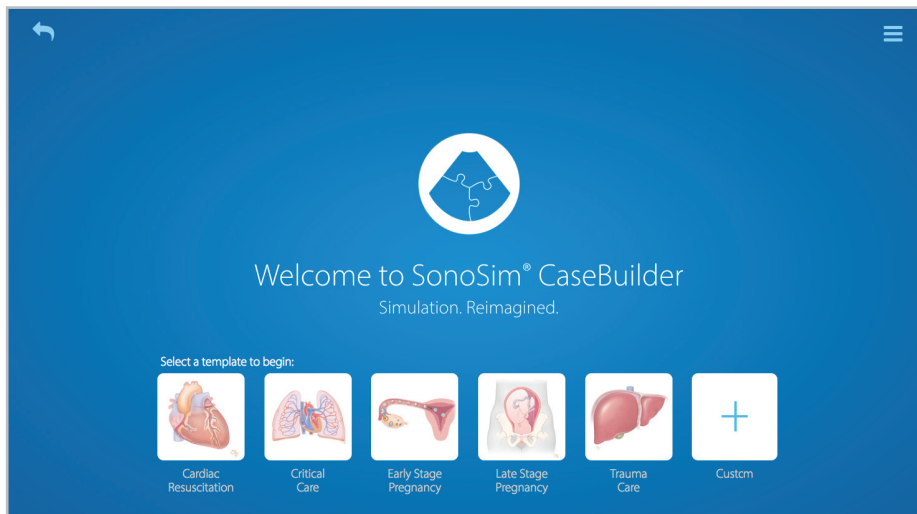 Welcome to SonoSim® CaseBuilder
Simulation. Reimagined.
Select a template to begin:
Cardiac
Resuscitation
Critical
Care
Early Stage
Pregnancy
Late Stage
Pregnancy
Trauma
Care
Custom